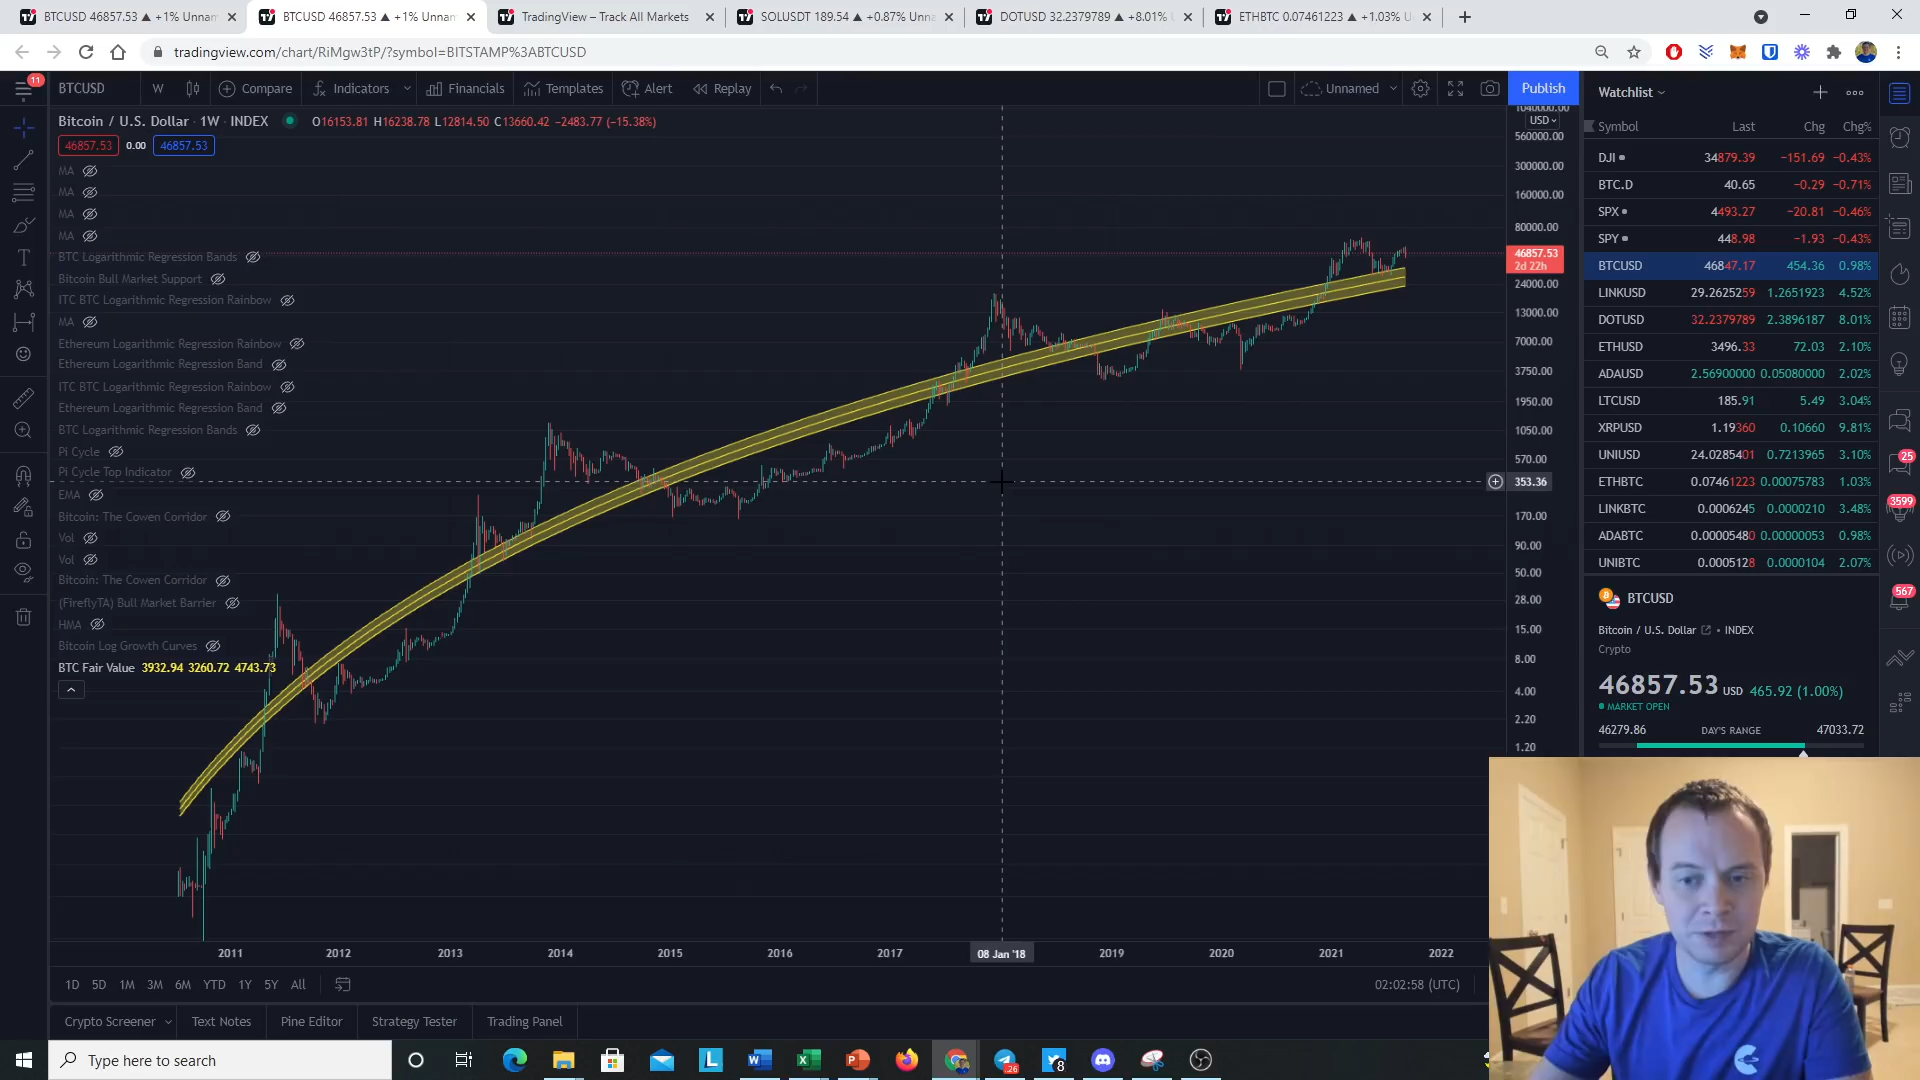 BTCUSD 46857.53 ▲ +1% Unnam
BTCUSD 46857.53 ▲ +1% Unnam
TradingView – Track All Markets
SOLUSDT 189.54 ▲ +0.87% Unna
DOTUSD 32.2379789 ▲ +8.01% U
ETHBTC 0.07461223 ▲ +1.03% U
tradingview.com/chart/RiMgw3tP/?symbol=BITSTAMP%3ABTCUSD
11
BTCUSD W Compare Indicators Financials Templates Alert Replay Unnamed Publish
Bitcoin / U.S. Dollar · 1W · INDEX O16153.81 H16238.78 L12814.50 C13660.42 −2483.77 (−15.38%)
46857.53 0.00 46857.53
MA
MA
MA
MA
BTC Logarithmic Regression Bands
Bitcoin Bull Market Support
ITC BTC Logarithmic Regression Rainbow
MA
Ethereum Logarithmic Regression Rainbow
Ethereum Logarithmic Regression Band
ITC BTC Logarithmic Regression Rainbow
Ethereum Logarithmic Regression Band
BTC Logarithmic Regression Bands
Pi Cycle
Pi Cycle Top Indicator
EMA
Bitcoin: The Cowen Corridor
Vol
Vol
Bitcoin: The Cowen Corridor
(FireflyTA) Bull Market Barrier
HMA
Bitcoin Log Growth Curves
BTC Fair Value 3932.94 3260.72 4743.73
1040000.00
USD
560000.00
300000.00
160000.00
80000.00
46857.53
2d 22h
24000.00
13000.00
7000.00
3750.00
1950.00
1050.00
570.00
353.36
170.00
90.00
50.00
28.00
15.00
8.00
4.00
2.20
1.20
2011 2012 2013 2014 2015 2016 2017 08 Jan '18 2019 2020 2021 2022
1D 5D 1M 3M 6M YTD 1Y 5Y All
02:02:58 (UTC)
Crypto Screener Text Notes Pine Editor Strategy Tester Trading Panel
Watchlist
Symbol Last Chg Chg%
DJI 34879.39 −151.69 −0.43%
BTC.D 40.65 −0.29 −0.71%
SPX 4493.27 −20.81 −0.46%
SPY 448.98 −1.93 −0.43%
BTCUSD 46847.17 454.36 0.98%
LINKUSD 29.2625259 1.2651923 4.52%
DOTUSD 32.2379789 2.3896187 8.01%
ETHUSD 3496.33 72.03 2.10%
ADAUSD 2.56900000 0.05080000 2.02%
LTCUSD 185.91 5.49 3.04%
XRPUSD 1.19360 0.10660 9.81%
UNIUSD 24.0285401 0.7213965 3.10%
ETHBTC 0.07461223 0.00075783 1.03%
LINKBTC 0.0006245 0.0000210 3.48%
ADABTC 0.00005480 0.00000053 0.98%
UNIBTC 0.0005128 0.0000104 2.07%
BTCUSD
Bitcoin / U.S. Dollar • INDEX
Crypto
46857.53 USD 465.92 (1.00%)
MARKET OPEN
46279.86 DAY'S RANGE 47033.72
25
3599
567
Type here to search
26
8